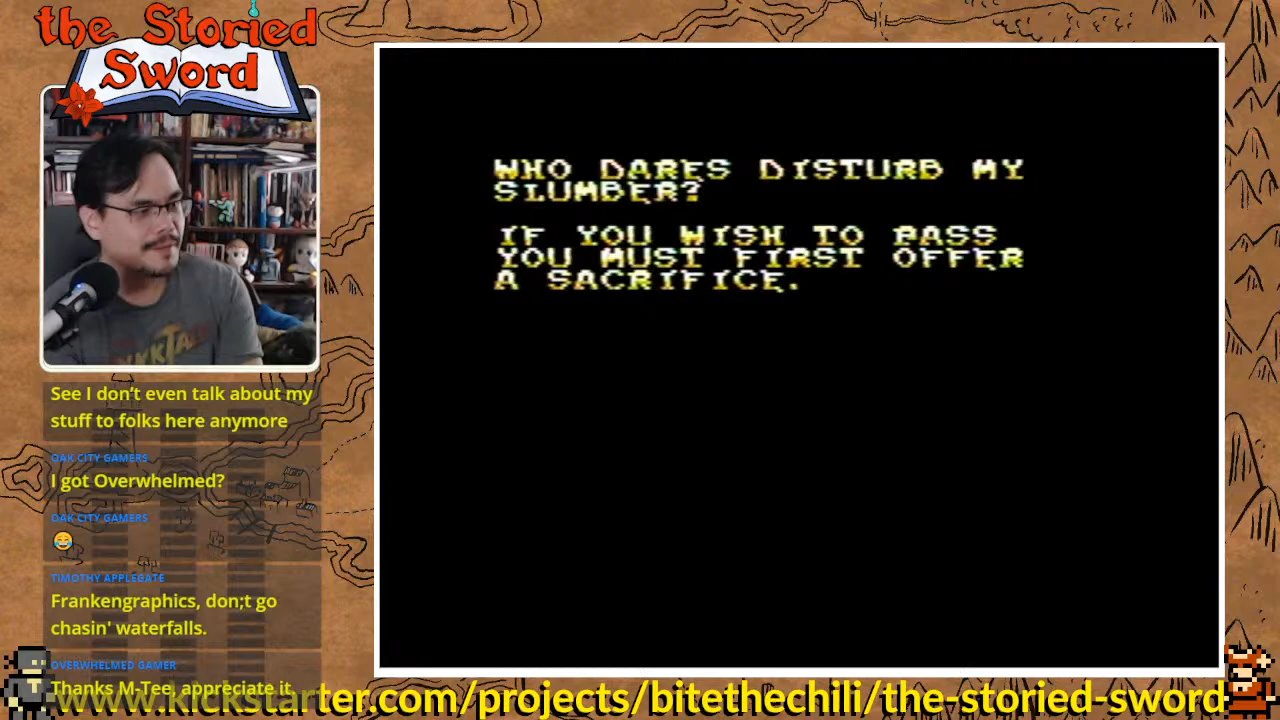 the Storied
Sword
WHO DARES DISTURB MY
SLUMBER?
IF YOU WISH TO PASS
YOU MUST FIRST OFFER
A SACRIFICE.
See I don't even talk about my
stuff to folks here anymore
OAK CITY GAMERS
I got Overwhelmed?
OAK CITY GAMERS
😂
TIMOTHY APPLEGATE
Frankengraphics, don;t go
chasin' waterfalls.
OVERWHELMED GAMER
Thanks M-Tee, appreciate it.
www.kickstarter.com/projects/bitethechili/the-storied-sword